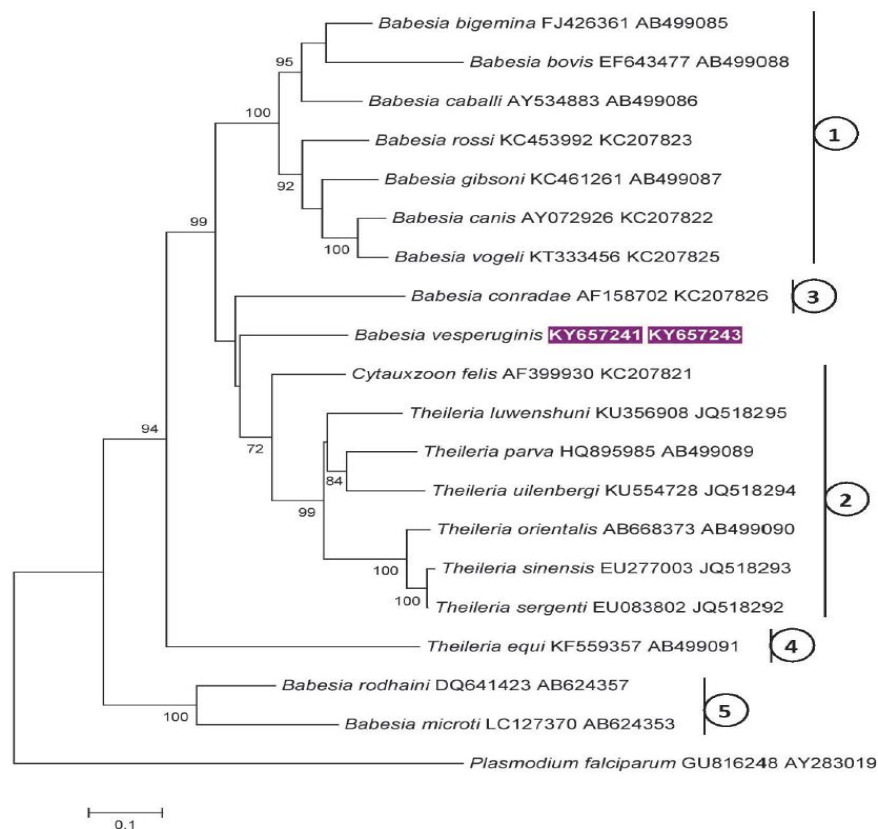 Babesia bigemina FJ426361 AB499085
95
Babesia bovis EF643477 AB499088
Babesia caballi AY534883 AB499086
100
1
Babesia rossi KC453992 KC207823
92
Babesia gibsoni KC461261 AB499087
Babesia canis AY072926 KC207822
99
100
Babesia vogeli KT333456 KC207825
Babesia conradae AF158702 KC207826
3
Babesia vesperuginis KY657241 KY657243
Cytauxzoon felis AF399930 KC207821
Theileria luwenshuni KU356908 JQ518295
94
72
Theileria parva HQ895985 AB499089
84
Theileria uilenbergi KU554728 JQ518294
2
99
Theileria orientalis AB668373 AB499090
100
Theileria sinensis EU277003 JQ518293
100
Theileria sergenti EU083802 JQ518292
Theileria equi KF559357 AB499091
4
Babesia rodhaini DQ641423 AB624357
5
100
Babesia microti LC127370 AB624353
Plasmodium falciparum GU816248 AY283019
0.1